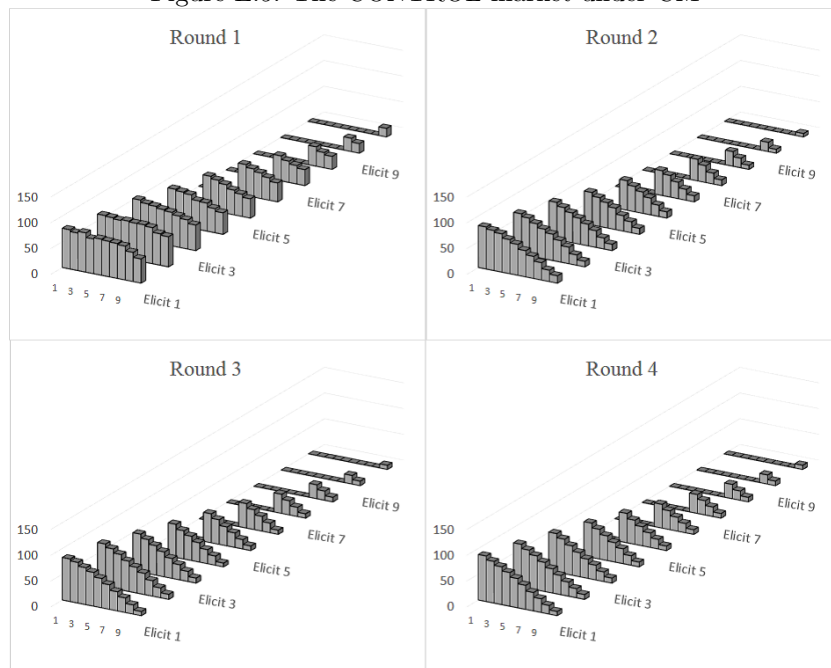 Figure The CONTROL market under
Round 1
150
100
50
0
1 3 5 7 9
Elicit 1
Elicit 3
Elicit 5
Elicit 7
Elicit 9
Round 2
150
100
50
0
1 3 5 7 9
Elicit 1
Elicit 3
Elicit 5
Elicit 7
Elicit 9
Round 3
150
100
50
0
1 3 5 7 9
Elicit 1
Elicit 3
Elicit 5
Elicit 7
Elicit 9
Round 4
150
100
50
0
1 3 5 7 9
Elicit 1
Elicit 3
Elicit 5
Elicit 7
Elicit 9